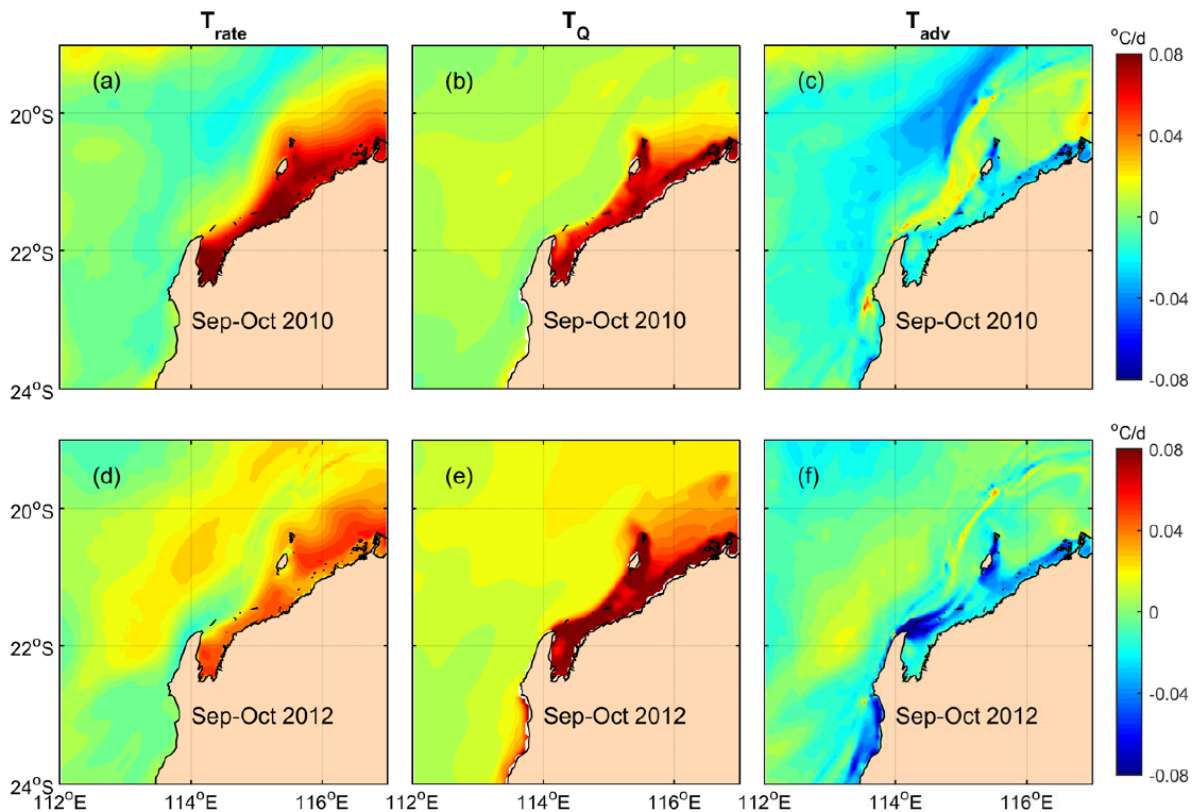 T_rate T_Q T_adv
°C/d
(a) (b) (c)
0.08
20°S
0.04
22°S
0
Sep-Oct 2010 Sep-Oct 2010 Sep-Oct 2010
-0.04
24°S
-0.08
°C/d
(d) (e) (f)
0.08
20°S
0.04
22°S
0
Sep-Oct 2012 Sep-Oct 2012 Sep-Oct 2012
-0.04
24°S
-0.08
112°E 114°E 116°E 112°E 114°E 116°E 112°E 114°E 116°E